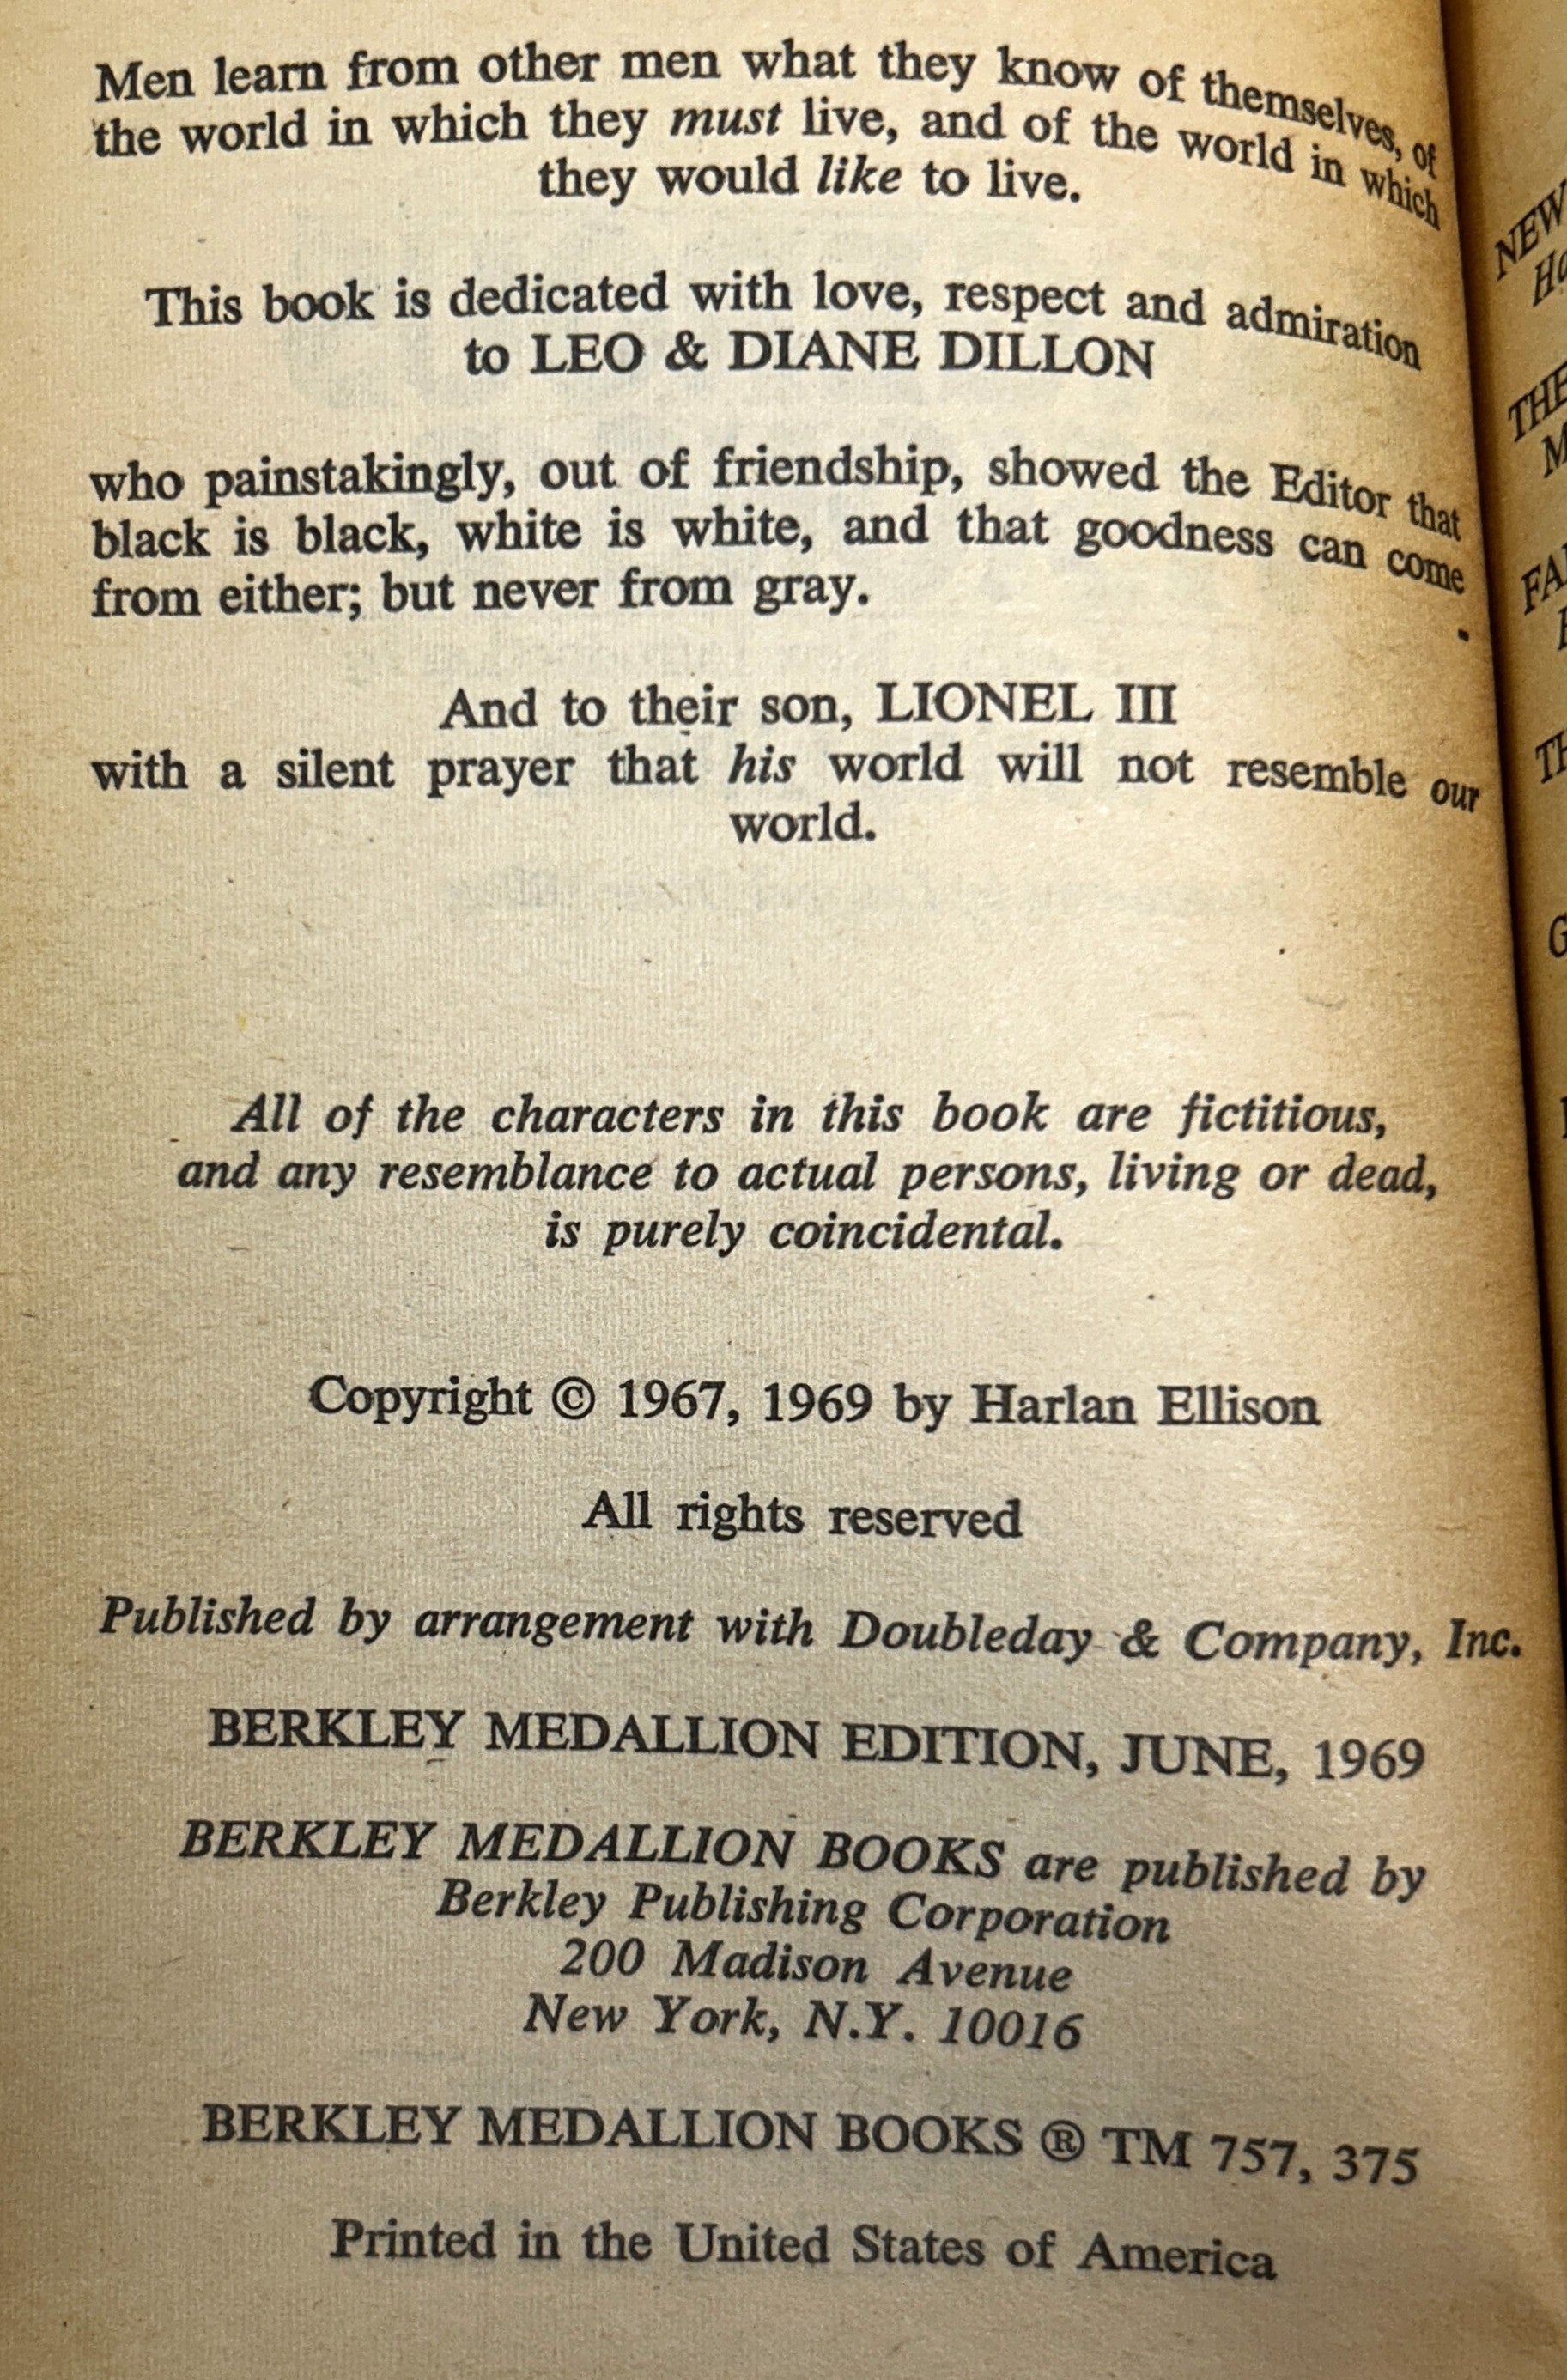 Men learn from other men what they know of themselves, of
the world in which they must live, and of the world in which
they would like to live.
This book is dedicated with love, respect and admiration
to LEO & DIANE DILLON
who painstakingly, out of friendship, showed the Editor that
black is black, white is white, and that goodness can come
from either; but never from gray.
And to their son, LIONEL III
with a silent prayer that his world will not resemble our
world.
All of the characters in this book are fictitious,
and any resemblance to actual persons, living or dead,
is purely coincidental.
Copyright © 1967, 1969 by Harlan Ellison
All rights reserved
Published by arrangement with Doubleday & Company, Inc.
BERKLEY MEDALLION EDITION, JUNE, 1969
BERKLEY MEDALLION BOOKS are published by
Berkley Publishing Corporation
200 Madison Avenue
New York, N.Y. 10016
BERKLEY MEDALLION BOOKS ® TM 757, 375
Printed in the United States of America
NEW
THE